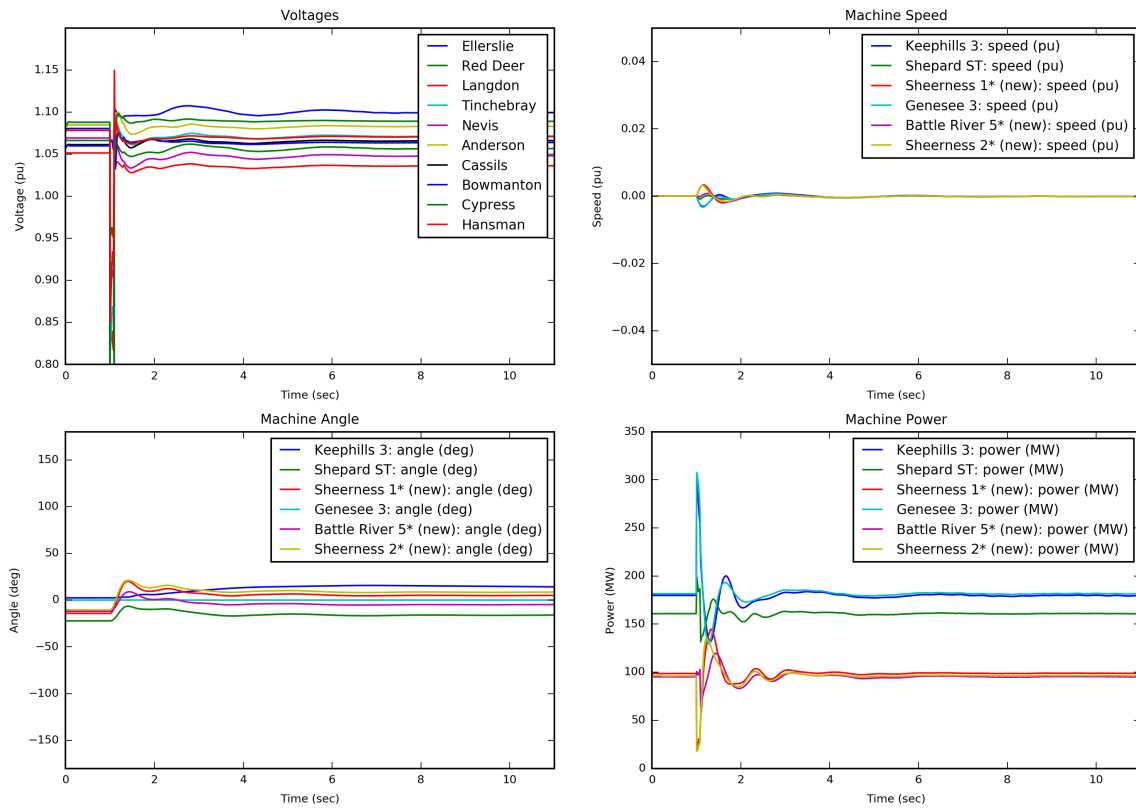 Voltages
1.15
1.10
1.05
1.00
0.95
0.90
0.85
0.80
Voltage (pu)
0 2 4 6 8 10
Time (sec)
Ellerslie
Red Deer
Langdon
Tinchebray
Nevis
Anderson
Cassils
Bowmanton
Cypress
Hansman
Machine Speed
0.04
0.02
0.00
−0.02
−0.04
Speed (pu)
0 2 4 6 8 10
Time (sec)
Keephills 3: speed (pu)
Shepard ST: speed (pu)
Sheerness 1* (new): speed (pu)
Genesee 3: speed (pu)
Battle River 5* (new): speed (pu)
Sheerness 2* (new): speed (pu)
Machine Angle
150
100
50
0
−50
−100
−150
Angle (deg)
0 2 4 6 8 10
Time (sec)
Keephills 3: angle (deg)
Shepard ST: angle (deg)
Sheerness 1* (new): angle (deg)
Genesee 3: angle (deg)
Battle River 5* (new): angle (deg)
Sheerness 2* (new): angle (deg)
Machine Power
350
300
250
200
150
100
50
0
Power (MW)
0 2 4 6 8 10
Time (sec)
Keephills 3: power (MW)
Shepard ST: power (MW)
Sheerness 1* (new): power (MW)
Genesee 3: power (MW)
Battle River 5* (new): power (MW)
Sheerness 2* (new): power (MW)